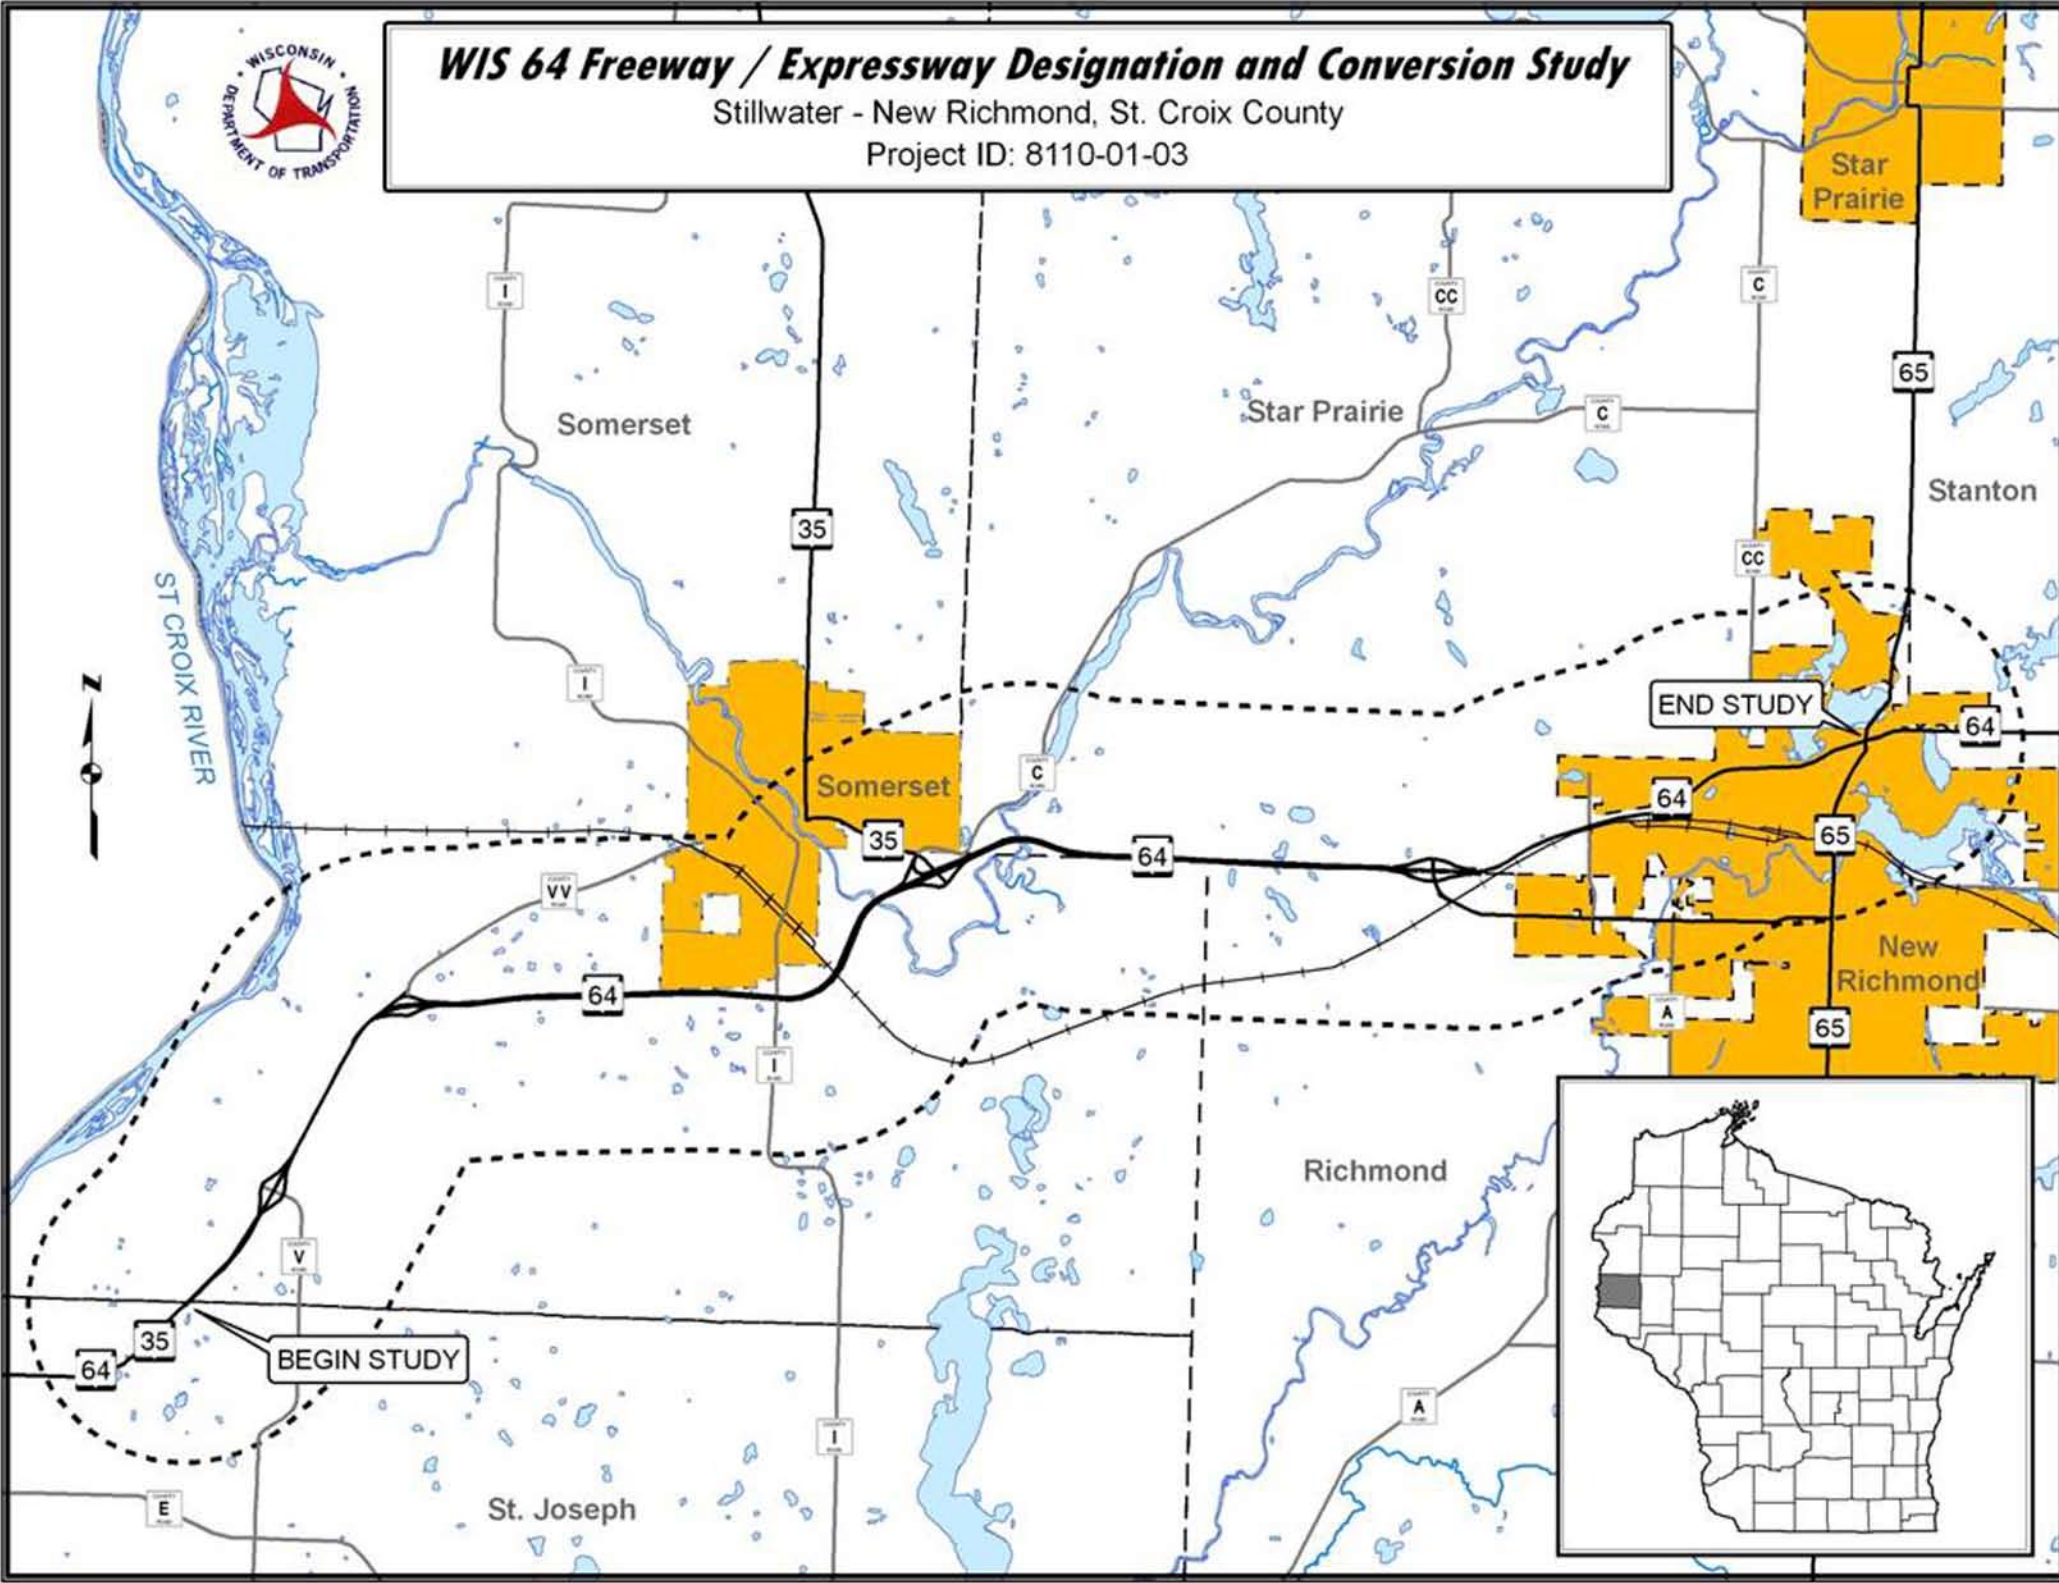 WIS 64 Freeway / Expressway Designation and Conversion Study
Stillwater - New Richmond, St. Croix County
Project ID: 8110-01-03
WISCONSIN
DEPARTMENT OF TRANSPORTATION
Star
Prairie
I
CC
C
65
Somerset
Star Prairie
C
Stanton
35
CC
ST CROIX RIVER
N
I
END STUDY
64
Somerset
C
64
35
64
65
VV
New
Richmond
64
A
65
I
Richmond
V
35
BEGIN STUDY
64
A
I
E
St. Joseph